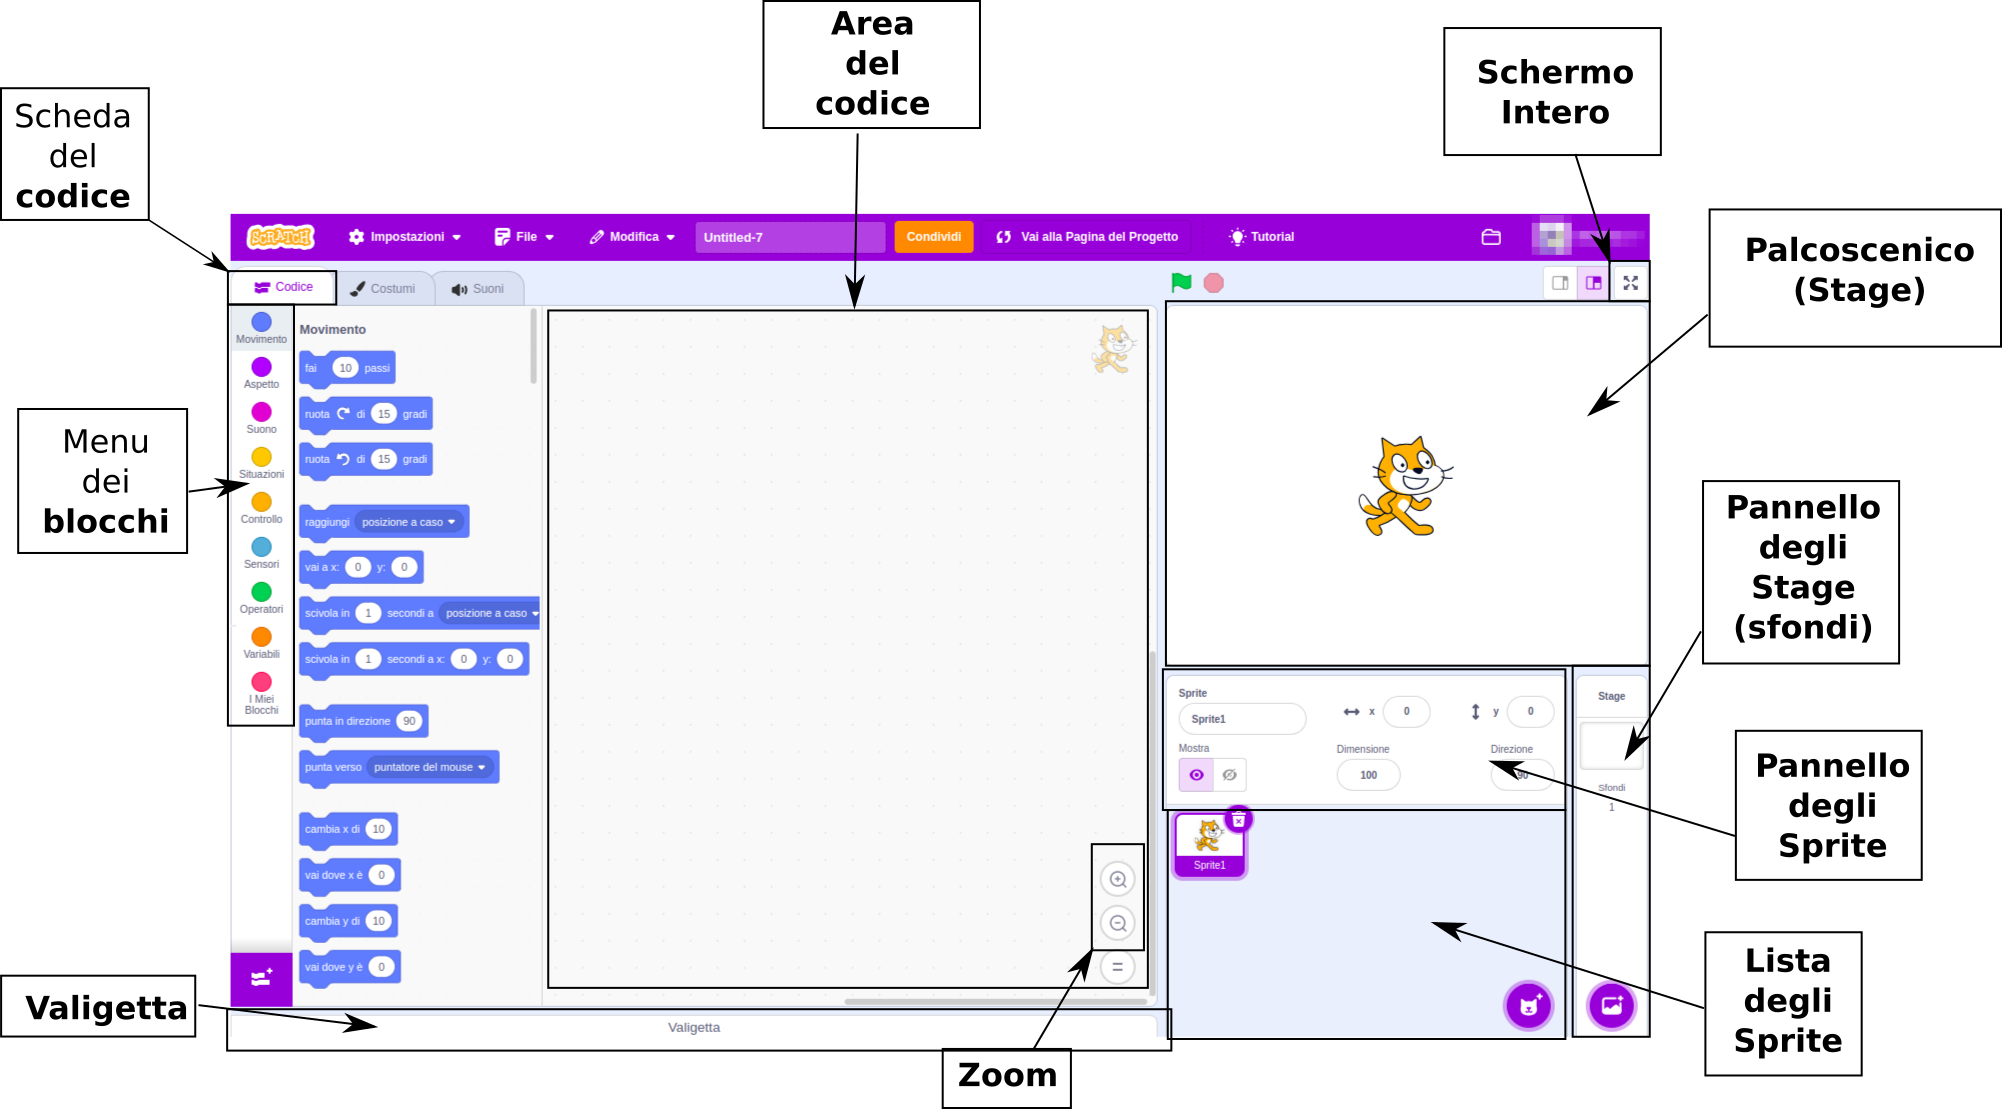 Area
del
codice
Schermo
Intero
Scheda
del
codice
Palcoscenico
(Stage)
SCRATCH Impostazioni File Modifica Untitled-7 Condividi Vai alla Pagina del Progetto Tutorial
Codice Costumi Suoni
Movimento
Aspetto
Suono
Situazioni
Controllo
Sensori
Operatori
Variabili
I Miei
Blocchi
Menu
dei
blocchi
Movimento
fai 10 passi
ruota di 15 gradi
ruota di 15 gradi
raggiungi posizione a caso
vai a x: 0 y: 0
scivola in 1 secondi a posizione a caso
scivola in 1 secondi a x: 0 y: 0
punta in direzione 90
punta verso puntatore del mouse
cambia x di 10
vai dove x è 0
cambia y di 10
vai dove y è 0
Pannello
degli
Stage
(sfondi)
Sprite
Sprite1 x 0 y 0
Mostra Dimensione Direzione
100 90
Stage
Sfondi
1
Pannello
degli
Sprite
Sprite1
=
Lista
degli
Sprite
Valigetta
Valigetta
Zoom